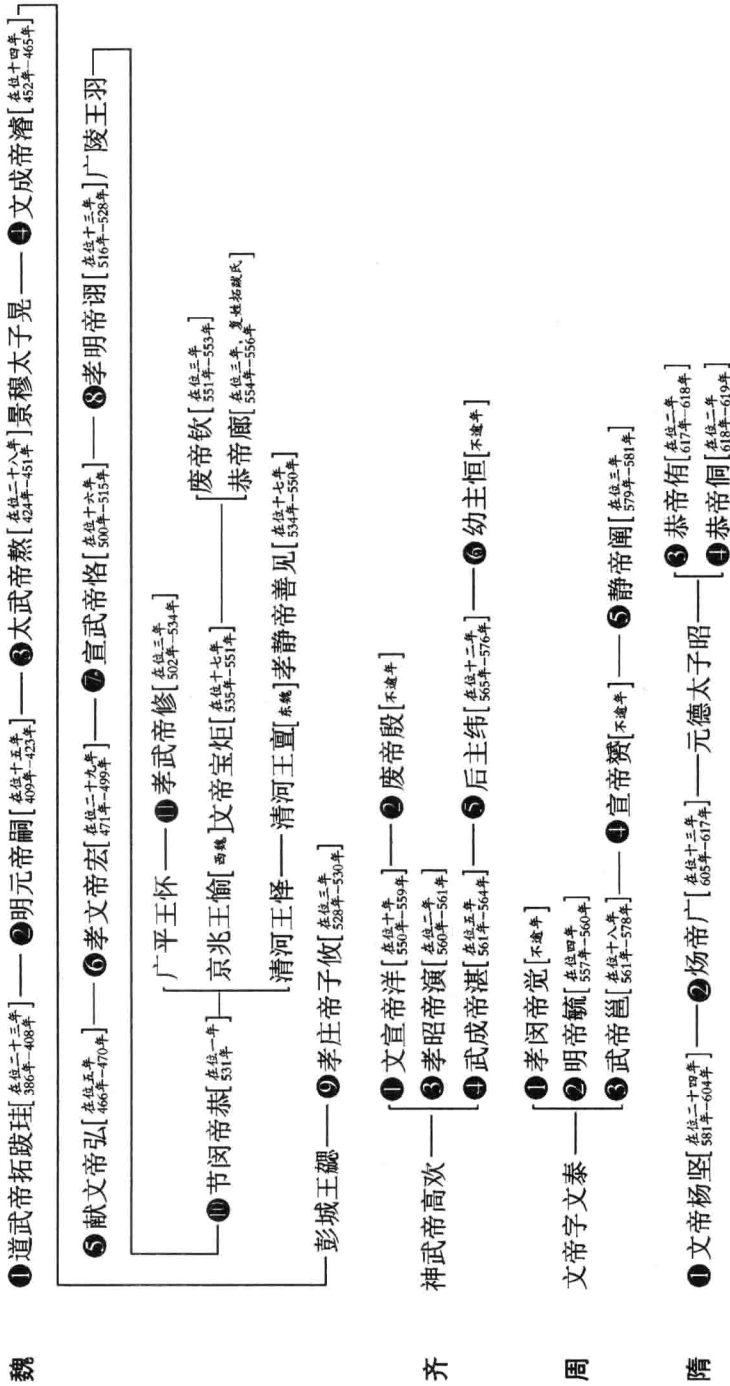 魏
❶道武帝拓跋珪[在位二十三年 386年-408年]——❷明元帝嗣[在位十五年 409年-423年]——❸太武帝熬[在位二十八年 424年-451年]景穆太子晃——❹文成帝濬[在位十四年 452年-465年]
❺献文帝弘[在位五年 466年-470年]——❻孝文帝宏[在位二十九年 471年-499年]——❼宣武帝恪[在位十六年 500年-515年]——❽孝明帝诩[在位十三年 516年-528年]广陵王羽
❿节闵帝恭[在位一年 531年]
广平王怀——⓫孝武帝修[在位三年 502年-534年]
京兆王愉[西魏]文帝宝炬[在位十七年 535年-551年]
废帝钦[在位三年 551年-553年]
恭帝廊[在位三年,复姓拓跋氏 554年-556年]
清河王怿——清河王亶[东魏]孝静帝善见[在位十七年 534年-550年]
彭城王勰——❾孝庄帝子攸[在位三年 528年-530年]
齐
神武帝高欢
❶文宣帝洋[在位十年 550年-559年]——❷废帝殷[不逾年]
❸孝昭帝演[在位二年 560年-561年]
❹武成帝湛[在位五年 561年-564年]——❺后主纬[在位十二年 565年-576年]——❻幼主恒[不逾年]
周
文帝字文泰
❶孝闵帝觉[不逾年]
❷明帝毓[在位四年 557年-560年]
❸武帝邕[在位十八年 561年-578年]——❹宣帝赟[不逾年]——❺静帝阐[在位三年 579年-581年]
隋
❶文帝杨坚[在位二十四年 581年-604年]——❷炀帝广[在位十三年 605年-617年]——元德太子昭
❸恭帝侑[在位二年 617年-618年]
❹恭帝侗[在位二年 618年-619年]